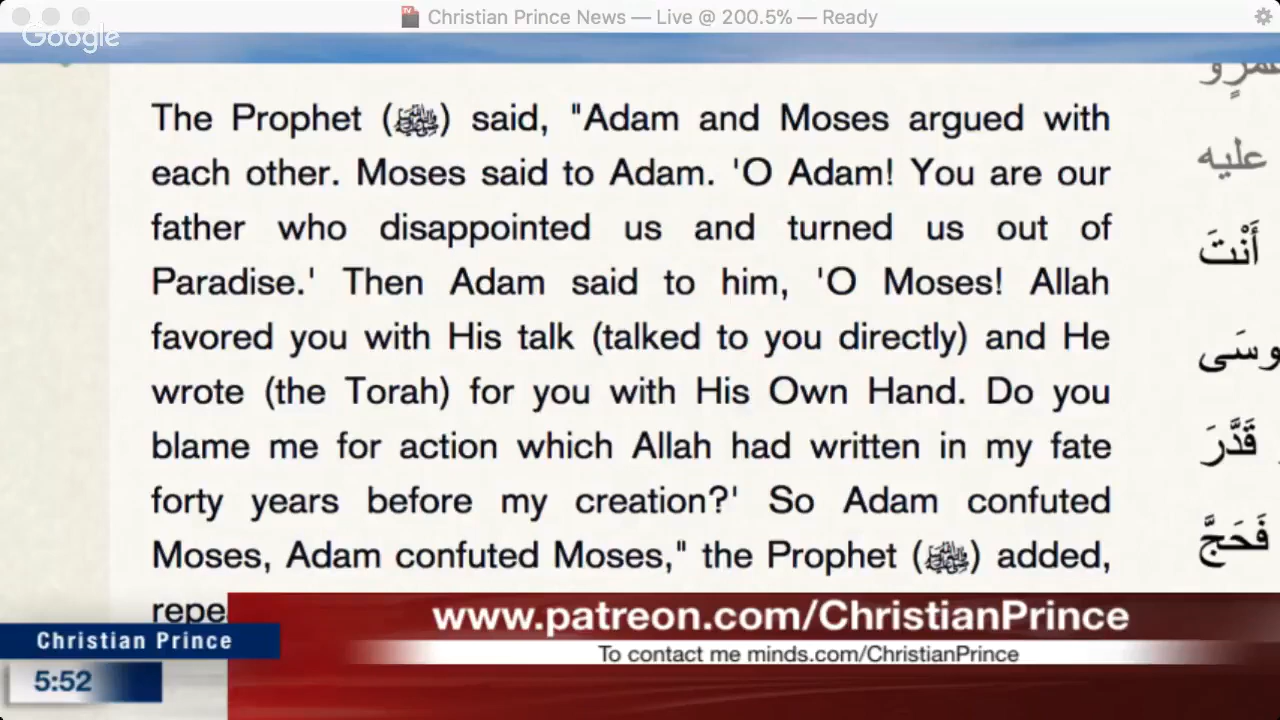 Christian Prince News — Live @ 200.5% — Ready
Google
The Prophet (ﷺ) said, "Adam and Moses argued with
each other. Moses said to Adam. 'O Adam! You are our
father who disappointed us and turned us out of
Paradise.' Then Adam said to him, 'O Moses! Allah
favored you with His talk (talked to you directly) and He
wrote (the Torah) for you with His Own Hand. Do you
blame me for action which Allah had written in my fate
forty years before my creation?' So Adam confuted
Moses, Adam confuted Moses," the Prophet (ﷺ) added,
repe
عليه
أَنْتَ
وسَى
قَدَّرَ
فَحَجَّ
www.patreon.com/ChristianPrince
To contact me minds.com/ChristianPrince
Christian Prince
5:52